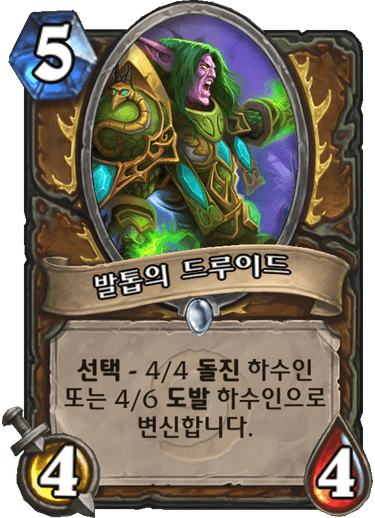 5
발톱의 드루이드
선택 - 4/4 돌진 하수인
또는 4/6 도발 하수인으로
변신합니다.
4
4